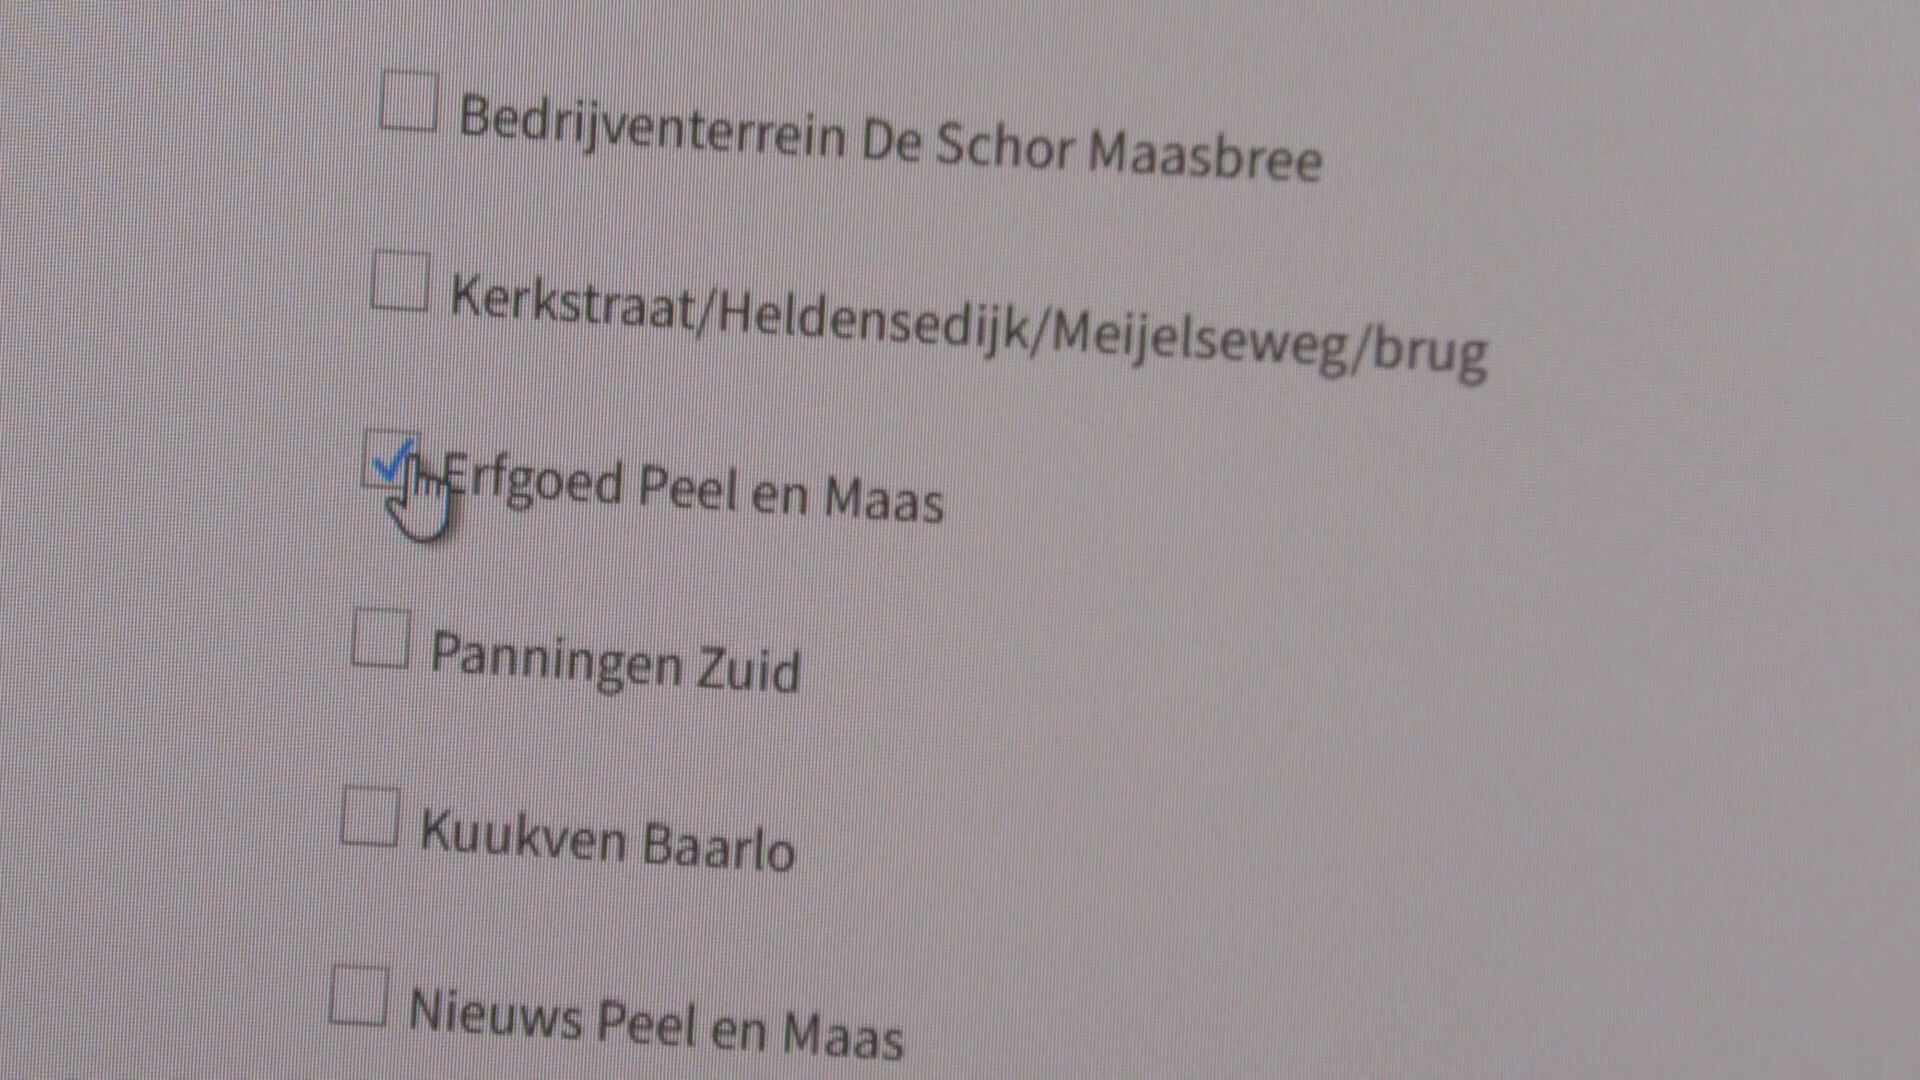 Bedrijventerrein De Schor Maasbree
Kerkstraat/Heldensedijk/Meijelseweg/brug
Erfgoed Peel en Maas
Panningen Zuid
Kuukven Baarlo
Nieuws Peel en Maas